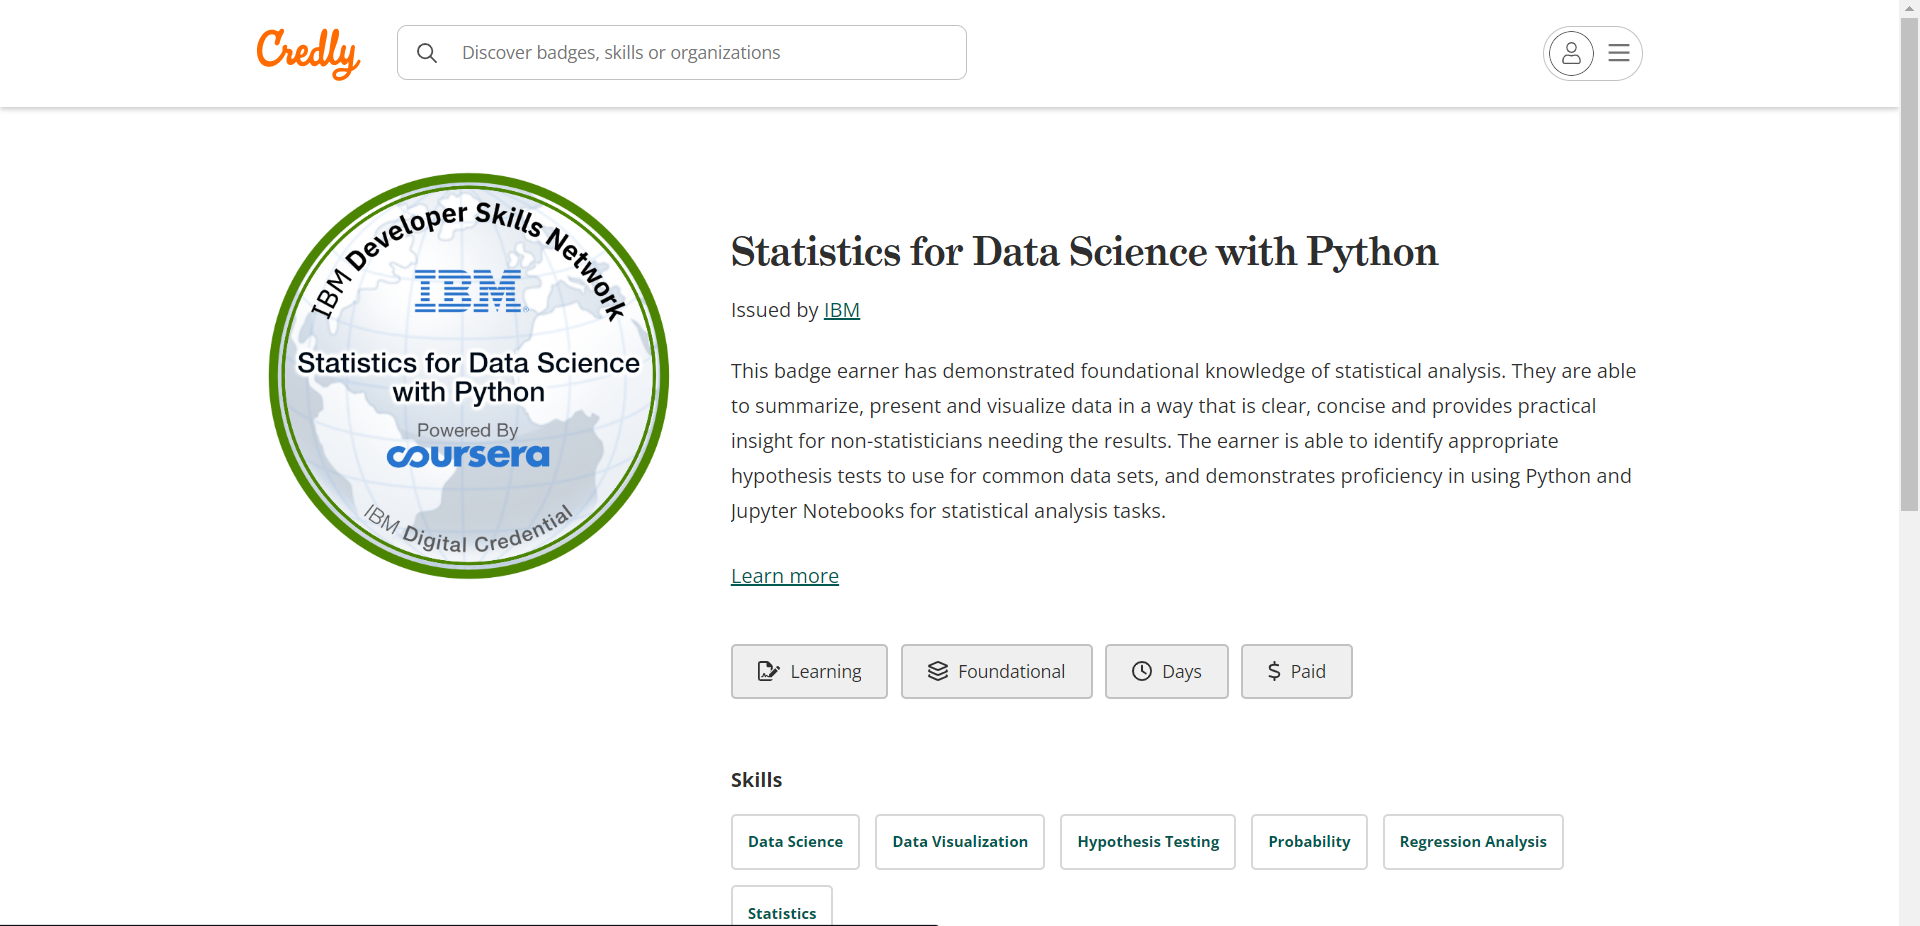 Credly
Discover badges, skills or organizations
IBM Developer Skills Network
IBM®
Statistics for Data Science
with Python
Powered By
coursera
IBM Digital Credential
Statistics for Data Science with Python
Issued by IBM
This badge earner has demonstrated foundational knowledge of statistical analysis. They are able
to summarize, present and visualize data in a way that is clear, concise and provides practical
insight for non-statisticians needing the results. The earner is able to identify appropriate
hypothesis tests to use for common data sets, and demonstrates proficiency in using Python and
Jupyter Notebooks for statistical analysis tasks.
Learn more
Learning Foundational Days $ Paid
Skills
Data Science Data Visualization Hypothesis Testing Probability Regression Analysis
Statistics